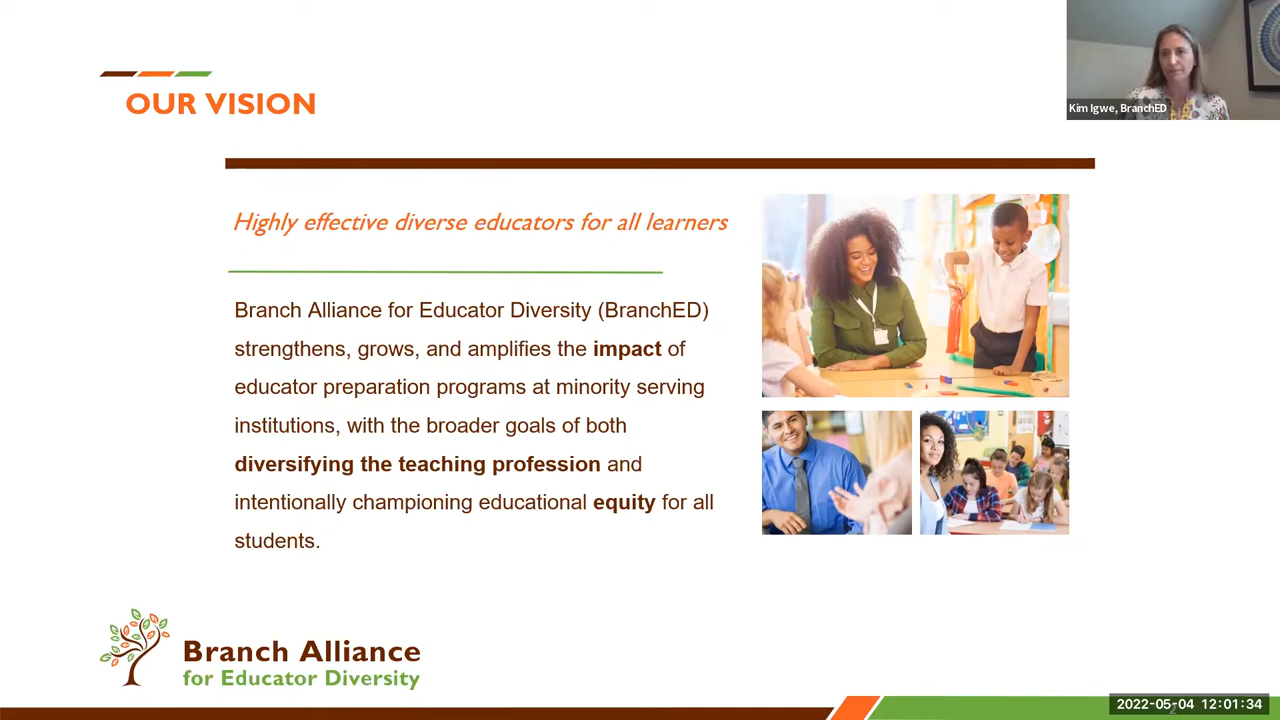 OUR VISION
Kim Igwe, BranchED
Highly effective diverse educators for all learners
Branch Alliance for Educator Diversity (BranchED)
strengthens, grows, and amplifies the impact of
educator preparation programs at minority serving
institutions, with the broader goals of both
diversifying the teaching profession and
intentionally championing educational equity for all
students.
Branch Alliance
for Educator Diversity
2022-05-04 12:01:34